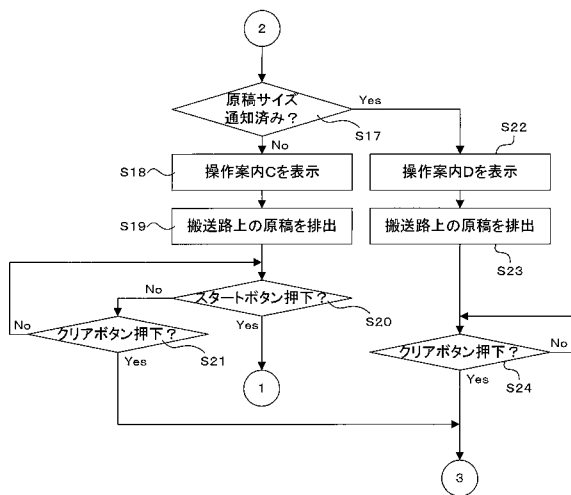 2
原稿サイズ
通知済み？
Yes
S17
No
S22
S18
操作案内Cを表示
操作案内Dを表示
S19
搬送路上の原稿を排出
搬送路上の原稿を排出
S23
No
スタートボタン押下？
S20
No
クリアボタン押下？
Yes
S21
Yes
クリアボタン押下？
No
Yes
S24
1
3